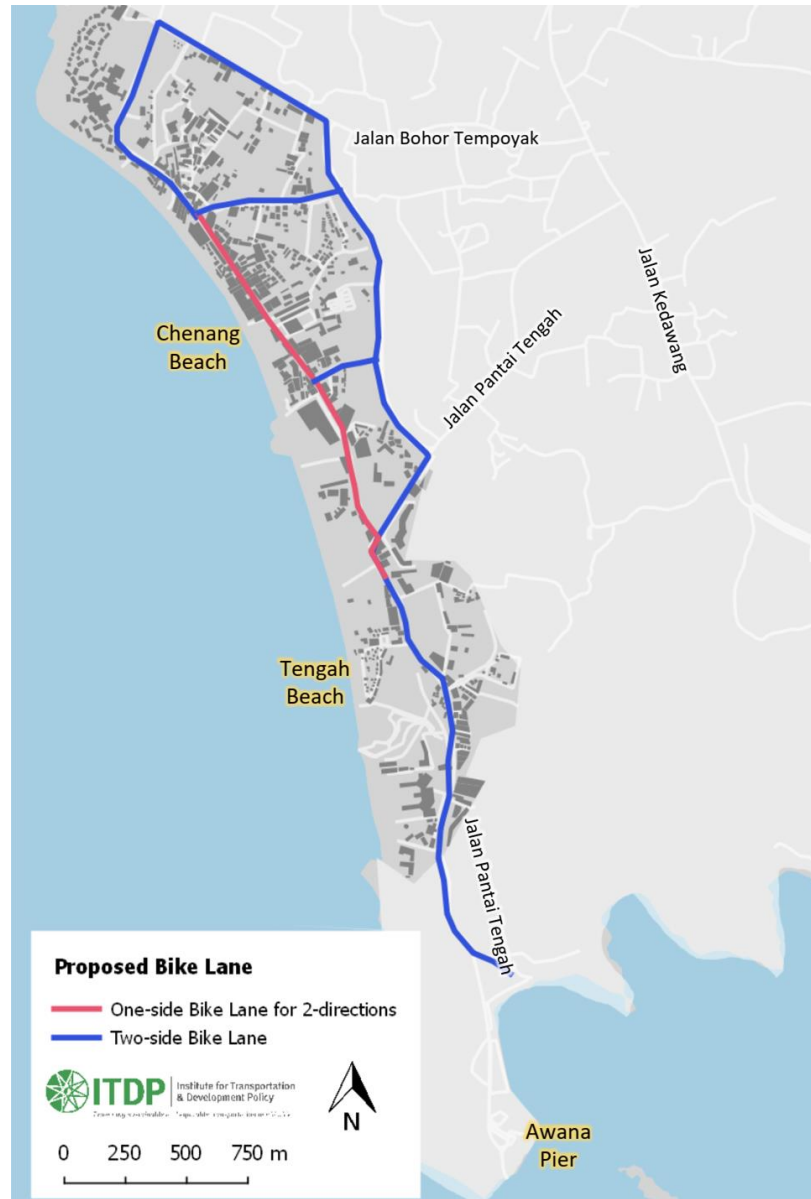 Jalan Bohor Tempoyak
Jalan Kedawang
Jalan Pantai Tengah
Chenang
Beach
Tengah
Beach
Jalan Pantai Tengah
Proposed Bike Lane
One-side Bike Lane for 2-directions
Two-side Bike Lane
ITDP
Institute for Transportation
& Development Policy
N
0 250 500 750 m
Awana
Pier